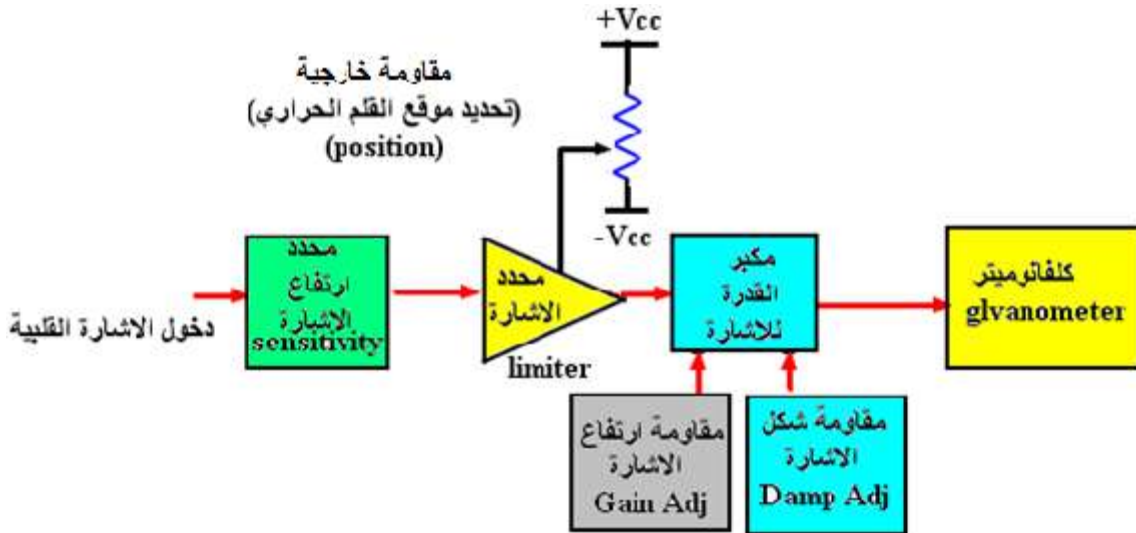 +Vcc
مقاومة خارجية
(تحديد موقع القلم الحراري)
(position)
-Vcc
دخول الاشارة القلبية
محدد
ارتفاع
الاشارة
sensitivity
محدد
الاشارة
limiter
مكبر
القدرة
للاشارة
كلفانوميتر
glvanometer
مقاومة ارتفاع
الاشارة
Gain Adj
مقاومة شكل
الاشارة
Damp Adj